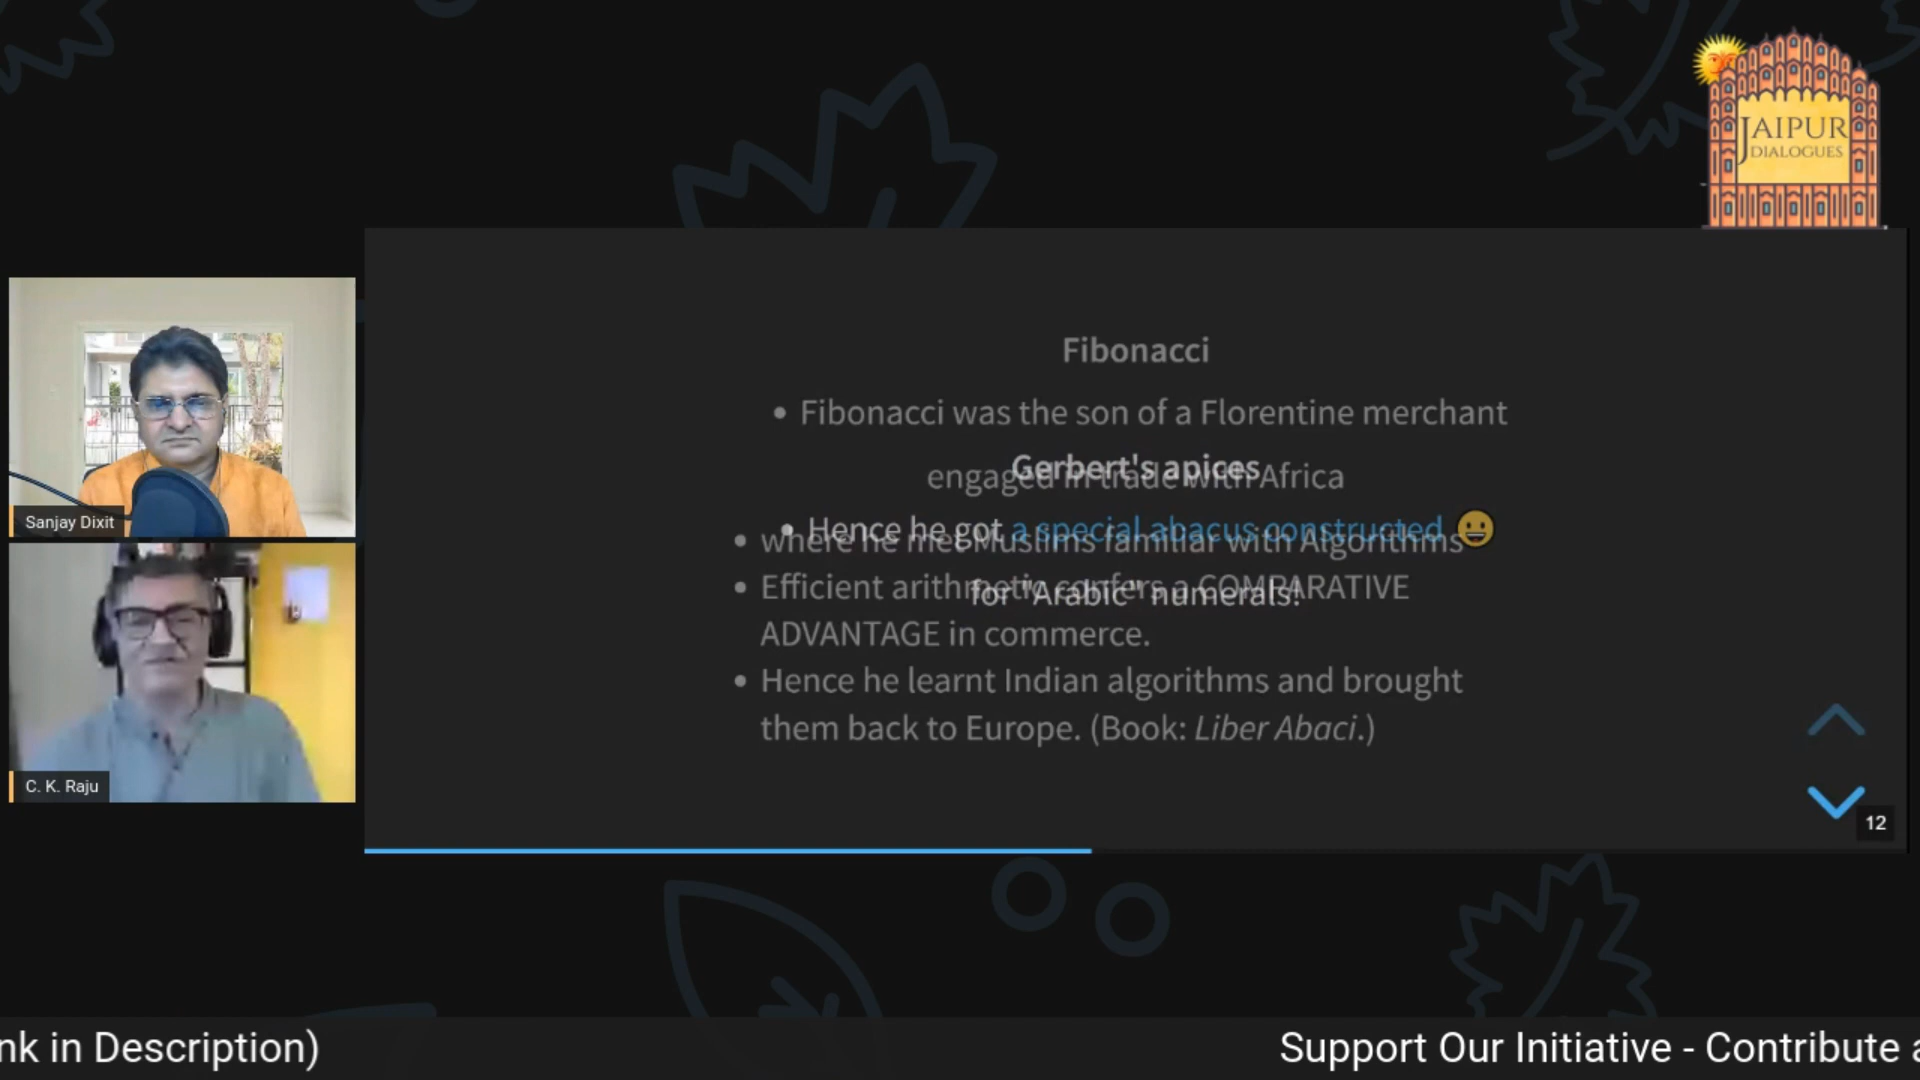 JAIPUR
DIALOGUES
Fibonacci
• Fibonacci was the son of a Florentine merchant
engaged in trade with Africa
• where he met Muslims familiar with Algorithms
• Efficient arithmetic confers a COMPARATIVE
ADVANTAGE in commerce.
• Hence he learnt Indian algorithms and brought
them back to Europe. (Book: Liber Abaci.)
Gerbert's apices
• Hence he got a special abacus constructed 😀
for "Arabic" numerals!
12
Sanjay Dixit
C. K. Raju
nk in Description)
Support Our Initiative - Contribute a